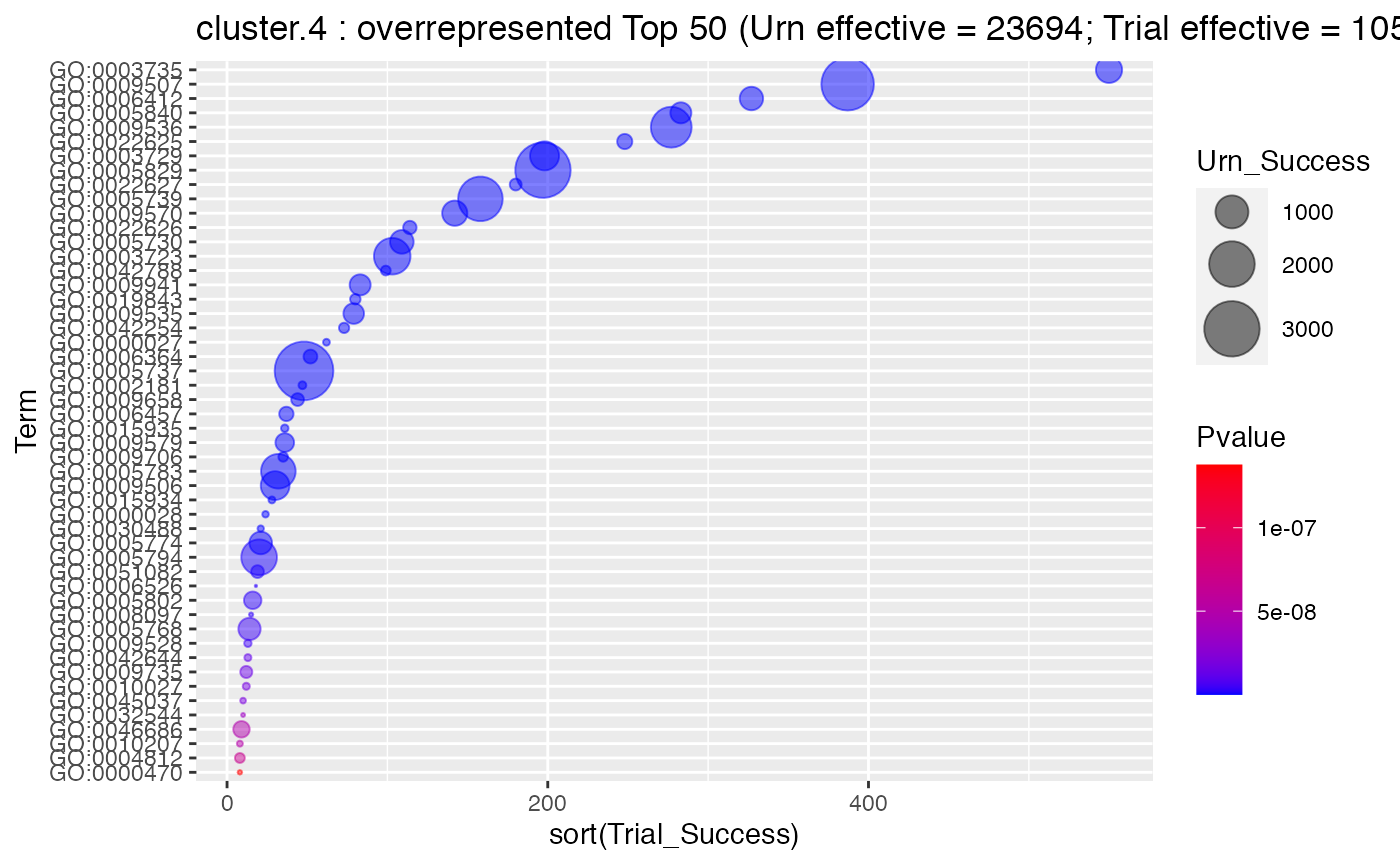 cluster.4 : overrepresented Top 50 (Urn effective = 23694; Trial effective = 105
GO:0003735
GO:0009507
GO:0006412
GO:0005840
GO:0009536
GO:0022625
GO:0003729
GO:0005829
GO:0022627
GO:0005739
GO:0009570
GO:0022626
GO:0005730
GO:0003723
GO:0042788
GO:0009941
GO:0019843
GO:0009535
GO:0042254
GO:0000027
GO:0006364
GO:0005737
GO:0002181
GO:0009658
GO:0006457
GO:0015935
GO:0009579
GO:0009706
GO:0005783
GO:0009506
GO:0015934
GO:0000028
GO:0030488
GO:0005774
GO:0005794
GO:0051082
GO:0006526
GO:0005802
GO:0008097
GO:0005768
GO:0009528
GO:0042644
GO:0009735
GO:0010027
GO:0045037
GO:0032544
GO:0046686
GO:0010207
GO:0004812
GO:0000470
Term
0
200
400
sort(Trial_Success)
Urn_Success
1000
2000
3000
Pvalue
1e-07
5e-08